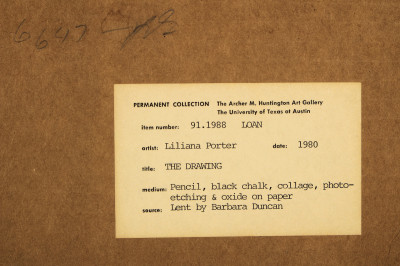 6647
PERMANENT COLLECTION The Archer M. Huntington Art Gallery
The University of Texas at Austin
item number: 91.1988 LOAN
artist: Liliana Porter date: 1980
title: THE DRAWING
medium: Pencil, black chalk, collage, photo-
etching & oxide on paper
source: Lent by Barbara Duncan